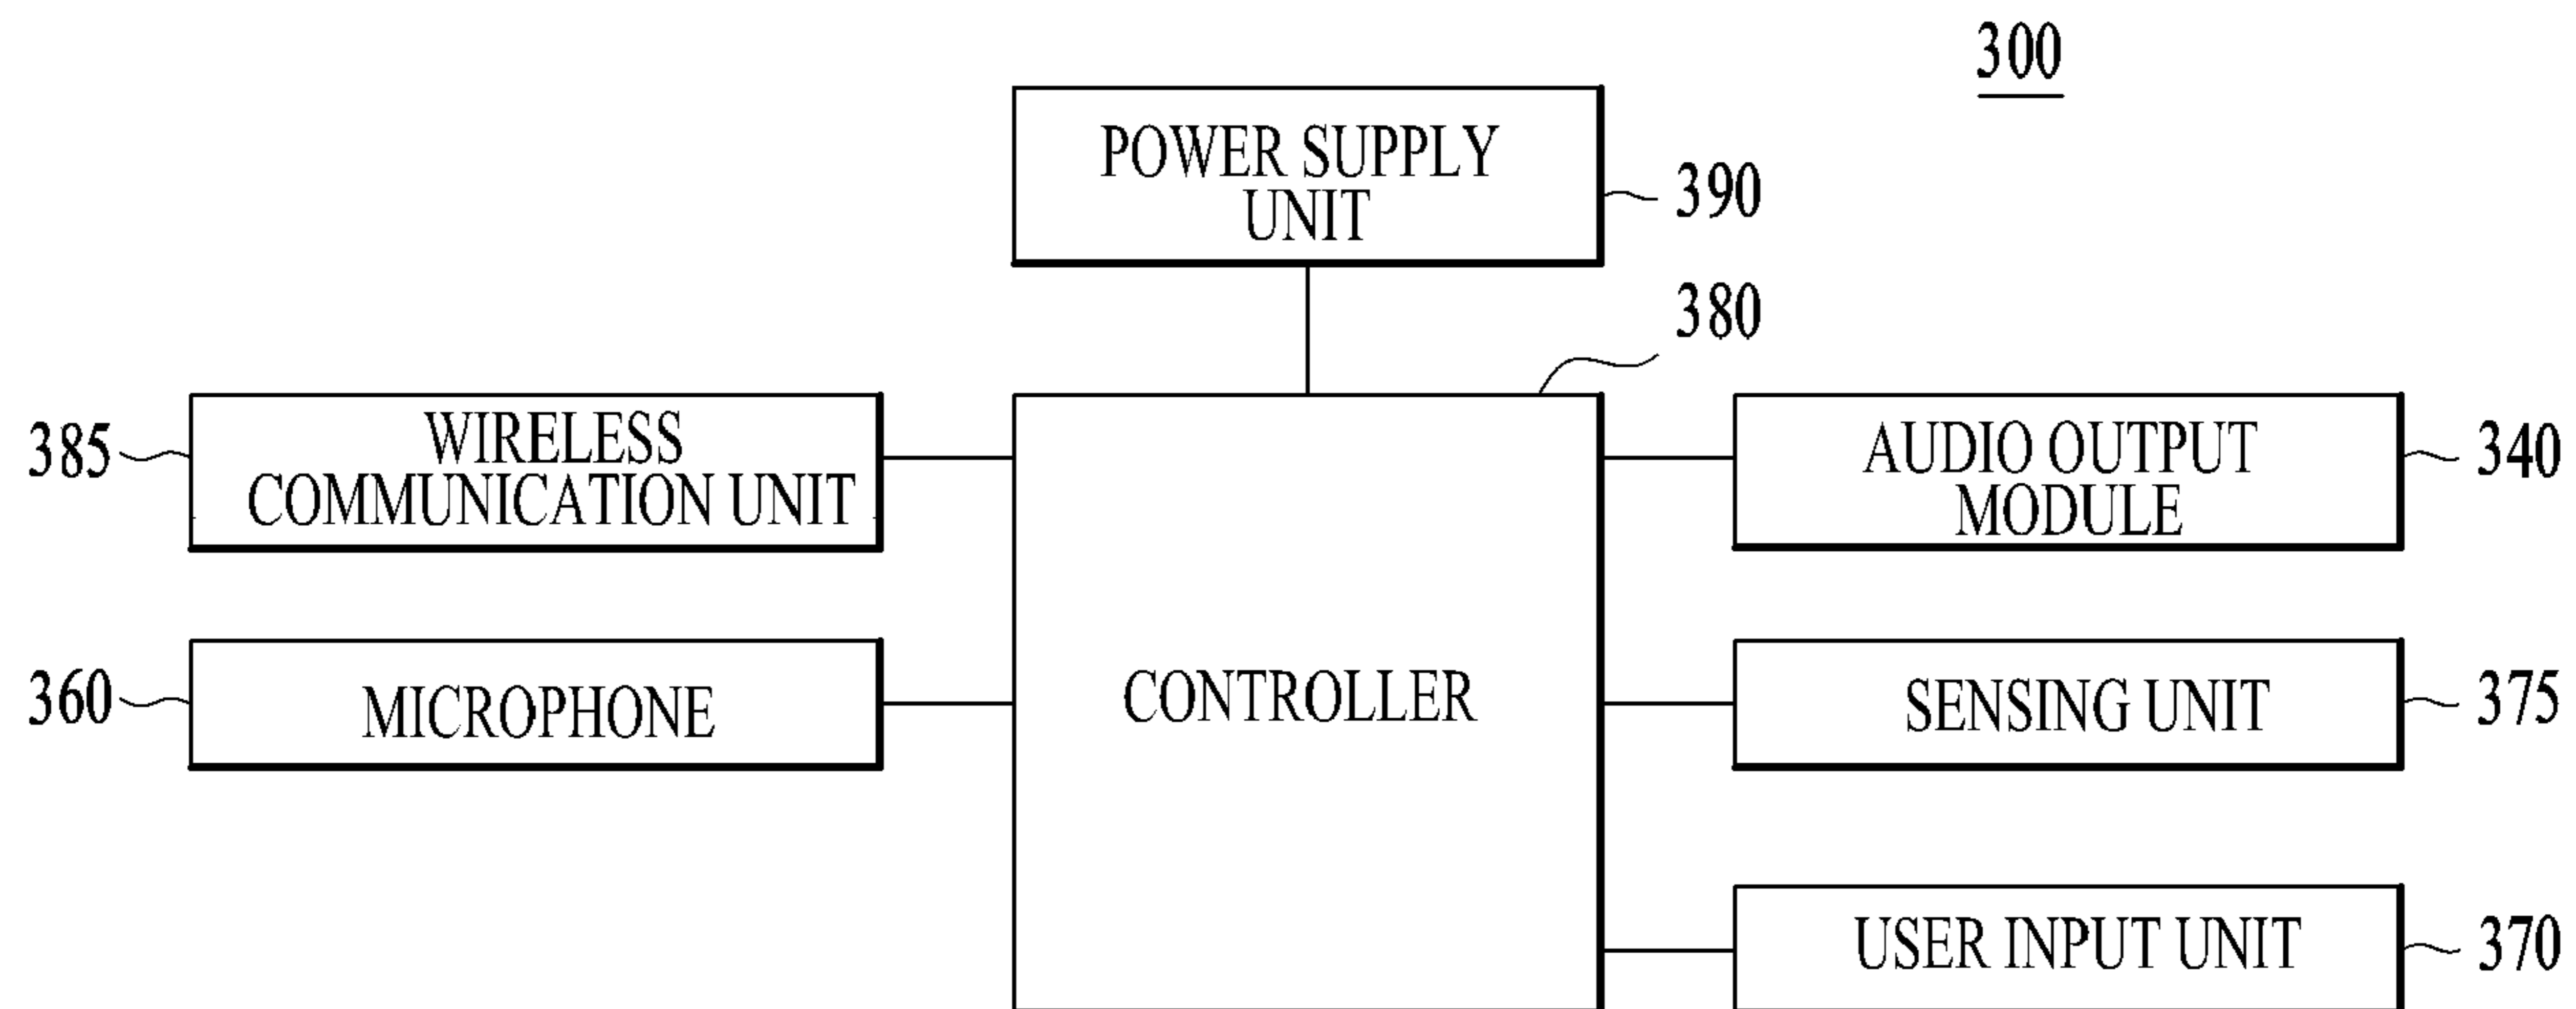 300
POWER SUPPLY
UNIT
390
380
385
WIRELESS
COMMUNICATION UNIT
AUDIO OUTPUT
MODULE
340
360
MICROPHONE
CONTROLLER
SENSING UNIT
375
USER INPUT UNIT
370